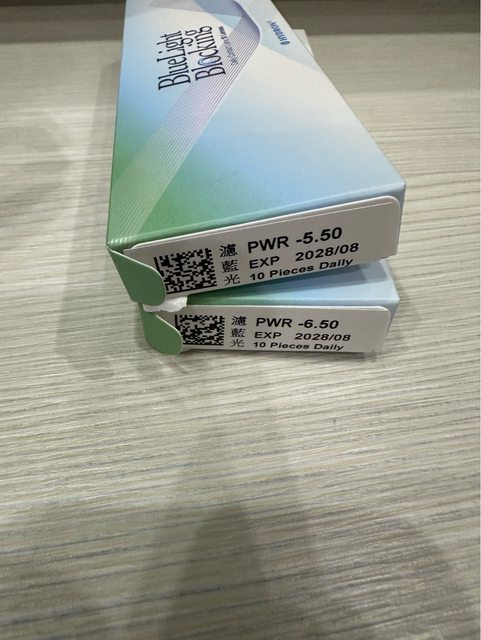 BlueLight
Blocking
HYDRON
濾藍光
PWR -5.50
EXP 2028/08
10 Pieces Daily
濾藍光
PWR -6.50
EXP 2028/08
10 Pieces Daily